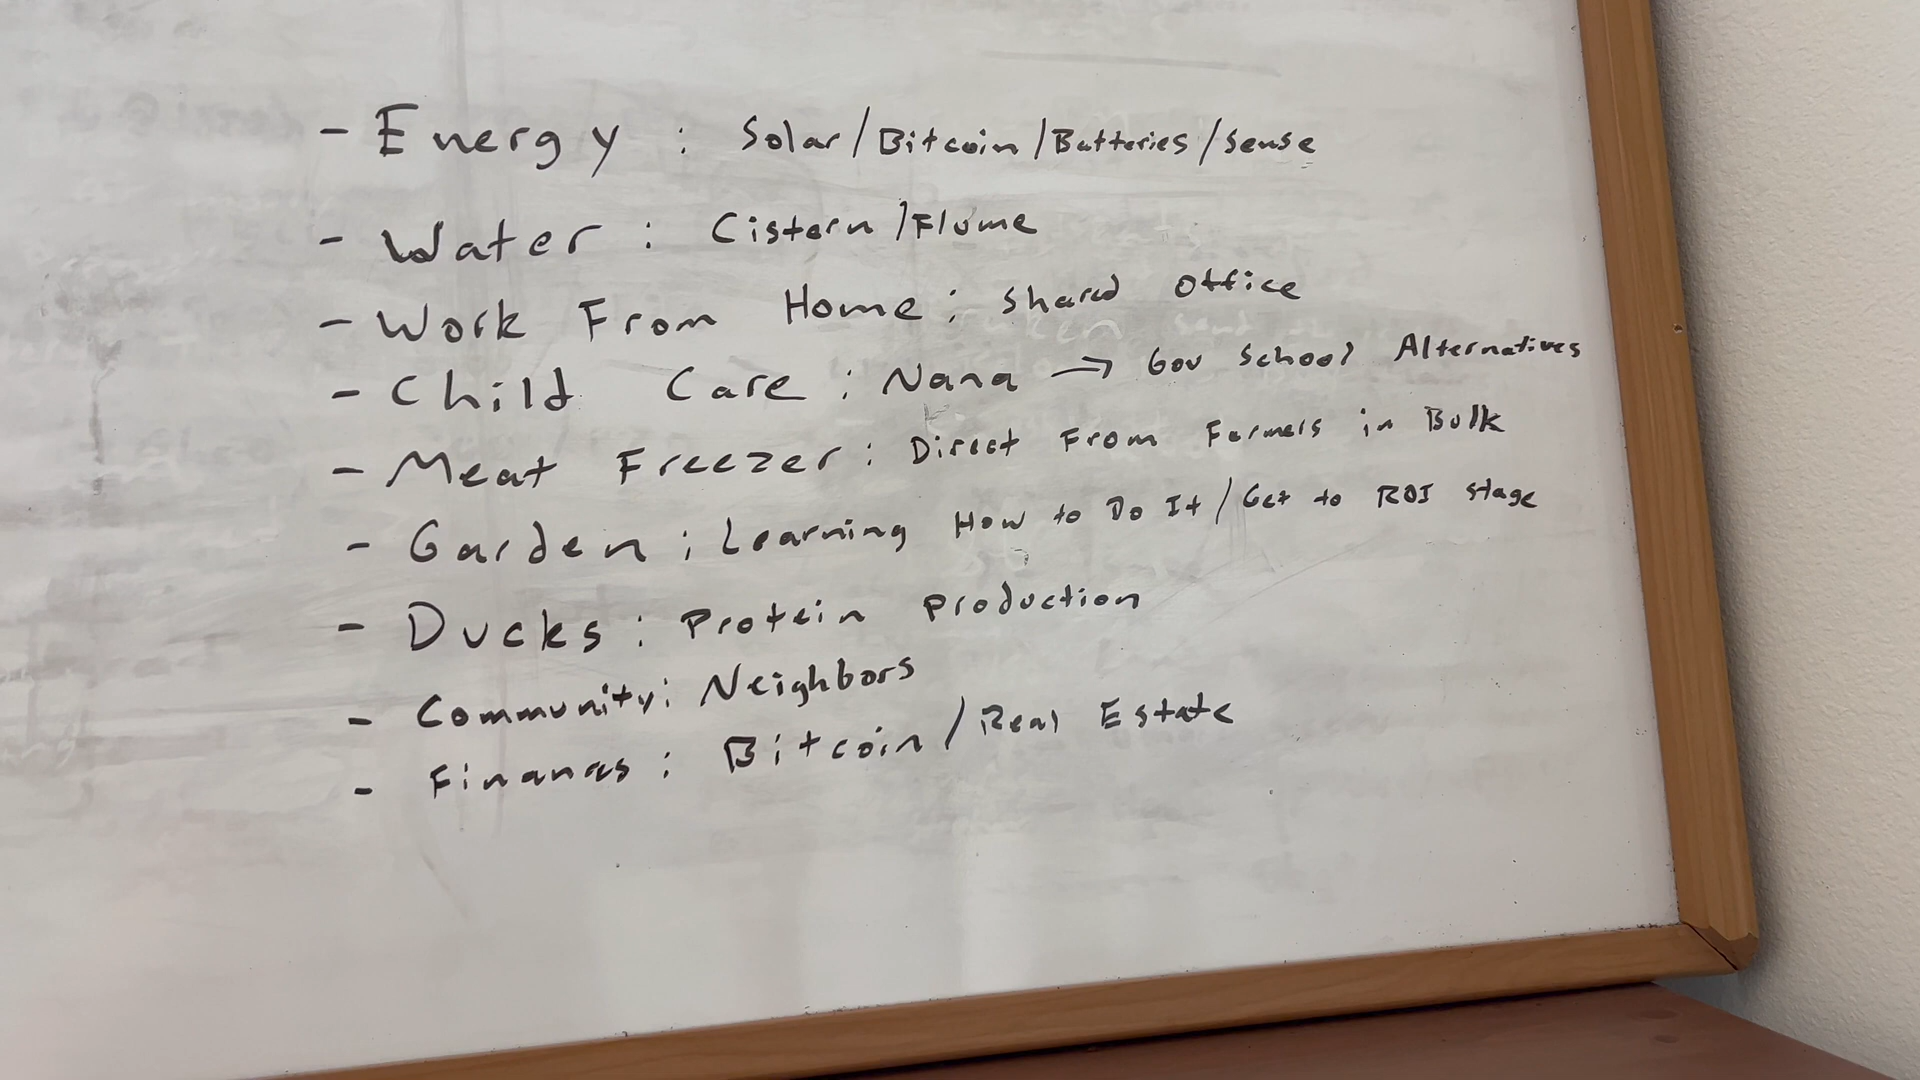 - Energy : Solar/Bitcoin/Batteries/Sense
- Water : Cistern/Flume
- Work From Home : Shared Office
- Child Care : Nana → Gov School Alternatives
- Meat Freezer : Direct From Farmers in Bulk
- Garden : Learning How to Do It/Get to ROI stage
- Ducks : Protein Production
- Community: Neighbors
- Finances : Bitcoin/Real Estate